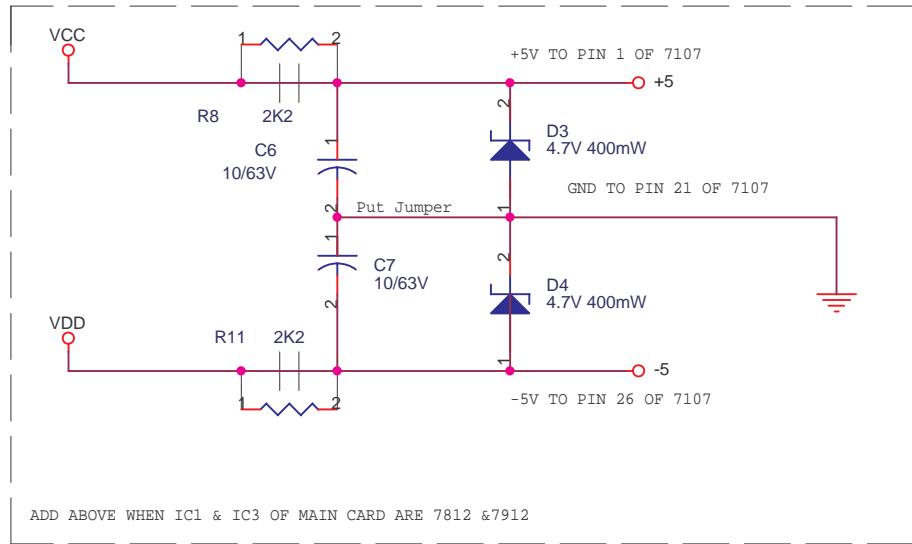 VCC
1 2
+5V TO PIN 1 OF 7107
+5
R8 2K2
2
D3
4.7V 400mW
C6
10/63V
1
GND TO PIN 21 OF 7107
2
Put Jumper
1
1
C7
10/63V
2
D4
4.7V 400mW
2
VDD
R11 2K2
1
-5
1 2
-5V TO PIN 26 OF 7107
ADD ABOVE WHEN IC1 & IC3 OF MAIN CARD ARE 7812 &7912